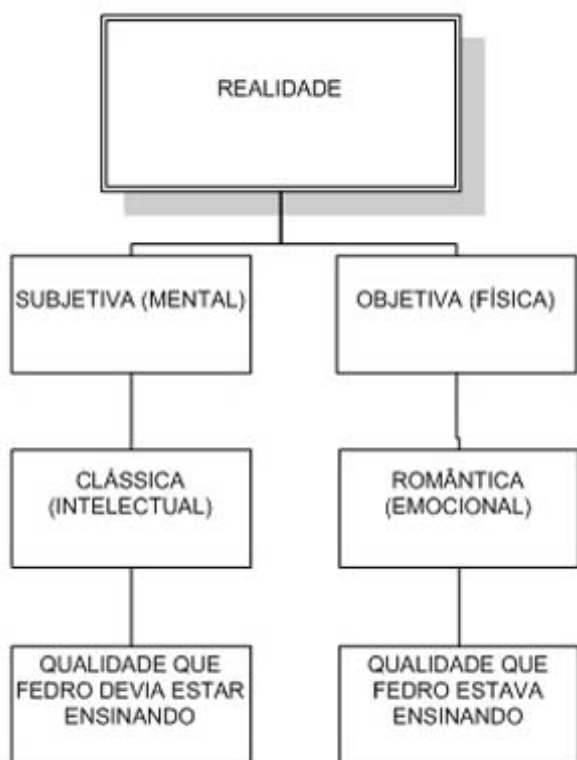 REALIDADE
SUBJETIVA (MENTAL)
OBJETIVA (FÍSICA)
CLÁSSICA
(INTELECTUAL)
ROMÂNTICA
(EMOCIONAL)
QUALIDADE QUE
FEDRO DEVIA ESTAR
ENSINANDO
QUALIDADE QUE
FEDRO ESTAVA
ENSINANDO